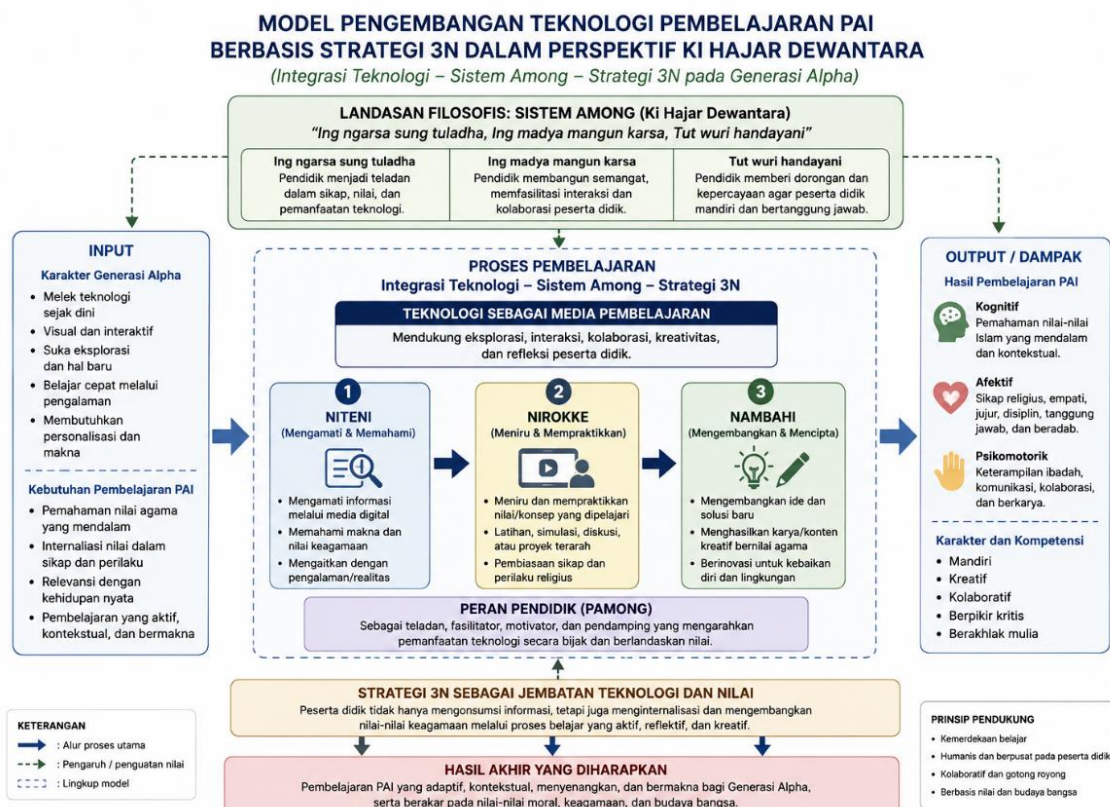 MODEL PENGEMBANGAN TEKNOLOGI PEMBELAJARAN PAI
BERBASIS STRATEGI 3N DALAM PERSPEKTIF KI HAJAR DEWANTARA
(Integrasi Teknologi – Sistem Among – Strategi 3N pada Generasi Alpha)
LANDASAN FILOSOFIS: SISTEM AMONG (Ki Hajar Dewantara)
“Ing ngarsa sung tuladha, Ing madya mangun karsa, Tut wuri handayani”
Ing ngarsa sung tuladha
Pendidik menjadi teladan
dalam sikap, nilai, dan
pemanfaatan teknologi.
Ing madya mangun karsa
Pendidik membangun semangat,
memfasilitasi interaksi dan
kolaborasi peserta didik.
Tut wuri handayani
Pendidik memberi dorongan dan
kepercayaan agar peserta didik
mandiri dan bertanggung jawab.
INPUT
Karakter Generasi Alpha
• Melek teknologi
sejak dini
• Visual dan interaktif
• Suka eksplorasi
dan hal baru
• Belajar cepat melalui
pengalaman
• Membutuhkan
personalisasi dan
makna
Kebutuhan Pembelajaran PAI
• Pemahaman nilai agama
yang mendalam
• Internaliasi nilai dalam
sikap dan perilaku
• Relevansi dengan
kehidupan nyata
• Pembelajaran yang aktif,
kontekstual, dan bermakna
PROSES PEMBELAJARAN
Integrasi Teknologi – Sistem Among – Strategi 3N
TEKNOLOGI SEBAGAI MEDIA PEMBELAJARAN
Mendukung eksplorasi, interaksi, kolaborasi, kreativitas,
dan refleksi peserta didik.
1
NITENI
(Mengamati & Memahami)
• Mengamati informasi
melalui media digital
• Memahami makna dan
nilai keagamaan
• Mengaitkan dengan
pengalaman/realitas
2
NIROKKE
(Meniru & Mempraktikkan)
• Meniru dan mempraktikkan
nilai/konsep yang dipelajari
• Latihan, simulasi, diskusi,
atau proyek terarah
• Pembiasaan sikap dan
perilaku religius
3
NAMBAHI
(Mengembangkan & Mencipta)
• Mengembangkan ide dan
solusi baru
• Menghasilkan karya/konten
kreatif bernilai agama
• Berinovasi untuk kebaikan
diri dan lingkungan
PERAN PENDIDIK (PAMONG)
Sebagai teladan, fasilitator, motivator, dan pendamping yang mengarahkan
pemanfaatan teknologi secara bijak dan berlandaskan nilai.
OUTPUT / DAMPAK
Hasil Pembelajaran PAI
Kognitif
Pemahaman nilai-nilai
Islam yang mendalam
dan kontekstual.
Afektif
Sikap religius, empati,
jujur, disiplin, tanggung
jawab, dan beradab.
Psikomotorik
Keterampilan ibadah,
komunikasi, kolaborasi,
dan berkarya.
Karakter dan Kompetensi
• Mandiri
• Kreatif
• Kolaboratif
• Berpikir kritis
• Berakhlak mulia
STRATEGI 3N SEBAGAI JEMBATAN TEKNOLOGI DAN NILAI
Peserta didik tidak hanya mengonsumsi informasi, tetapi juga menginternalisasi dan mengembangkan
nilai-nilai keagamaan melalui proses belajar yang aktif, reflektif, dan kreatif.
HASIL AKHIR YANG DIHARAPKAN
Pembelajaran PAI yang adaptif, kontekstual, menyenangkan, dan bermakna bagi Generasi Alpha,
serta berakar pada nilai-nilai moral, keagamaan, dan budaya bangsa.
KETERANGAN
: Alur proses utama
: Pengaruh / penguatan nilai
: Lingkup model
PRINSIP PENDUKUNG
• Kemerdekaan belajar
• Humanis dan berpusat pada peserta didik
• Kolaboratif dan gotong royong
• Berbasis nilai dan budaya bangsa